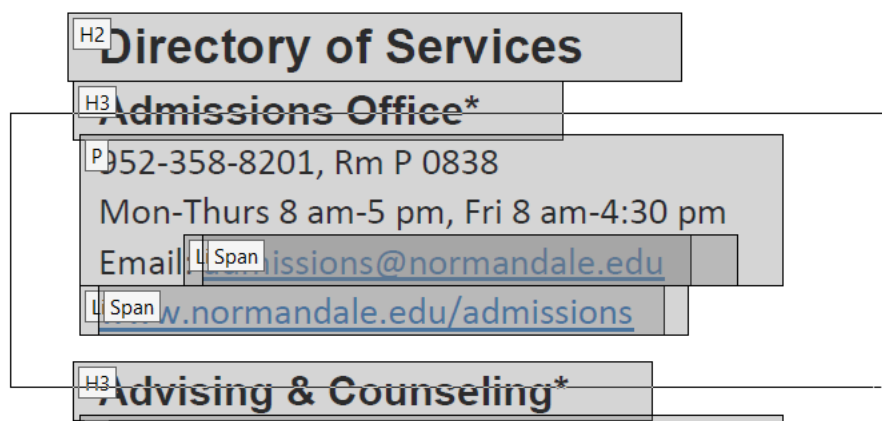 H2 Directory of Services
H3 Admissions Office*
P 952-358-8201, Rm P 0838
Mon-Thurs 8 am-5 pm, Fri 8 am-4:30 pm
Email: Span admissions@normandale.edu
Span www.normandale.edu/admissions
H3 Advising & Counseling*